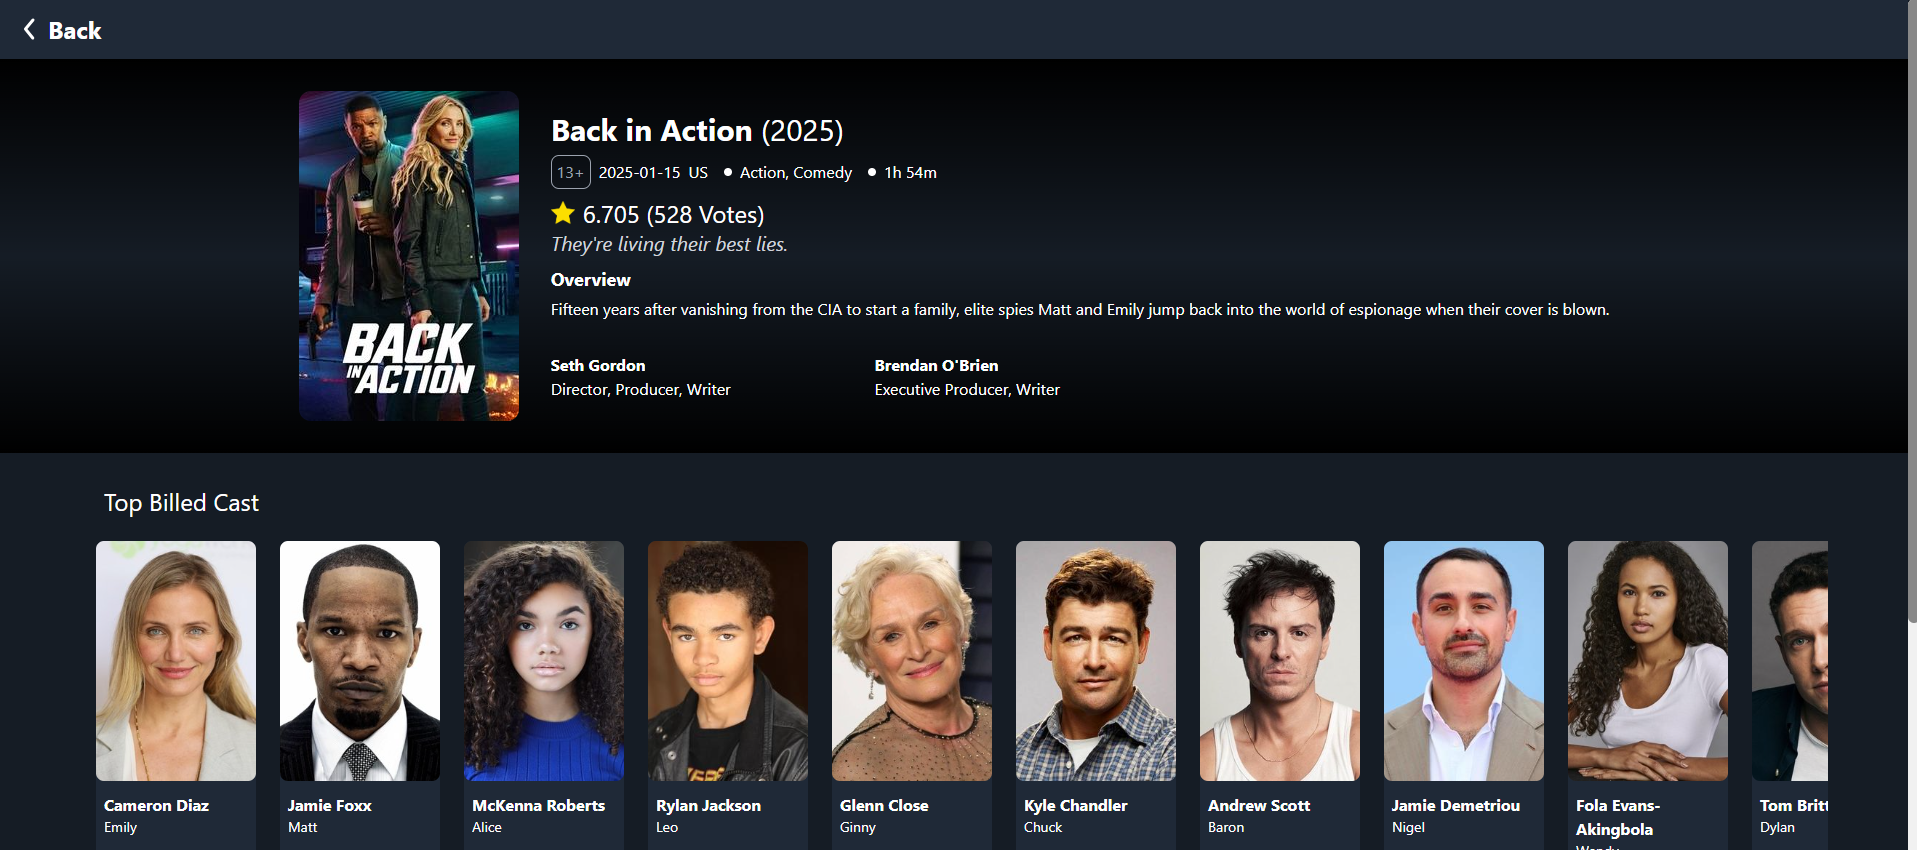 Back
BACK
IN ACTION
Back in Action (2025)
13+ 2025-01-15 US • Action, Comedy • 1h 54m
6.705 (528 Votes)
They're living their best lies.
Overview
Fifteen years after vanishing from the CIA to start a family, elite spies Matt and Emily jump back into the world of espionage when their cover is blown.
Seth Gordon
Director, Producer, Writer
Brendan O'Brien
Executive Producer, Writer
Top Billed Cast
Cameron Diaz
Emily
Jamie Foxx
Matt
McKenna Roberts
Alice
Rylan Jackson
Leo
Glenn Close
Ginny
Kyle Chandler
Chuck
Andrew Scott
Baron
Jamie Demetriou
Nigel
Fola Evans-
Akingbola
Tom Britt
Dylan